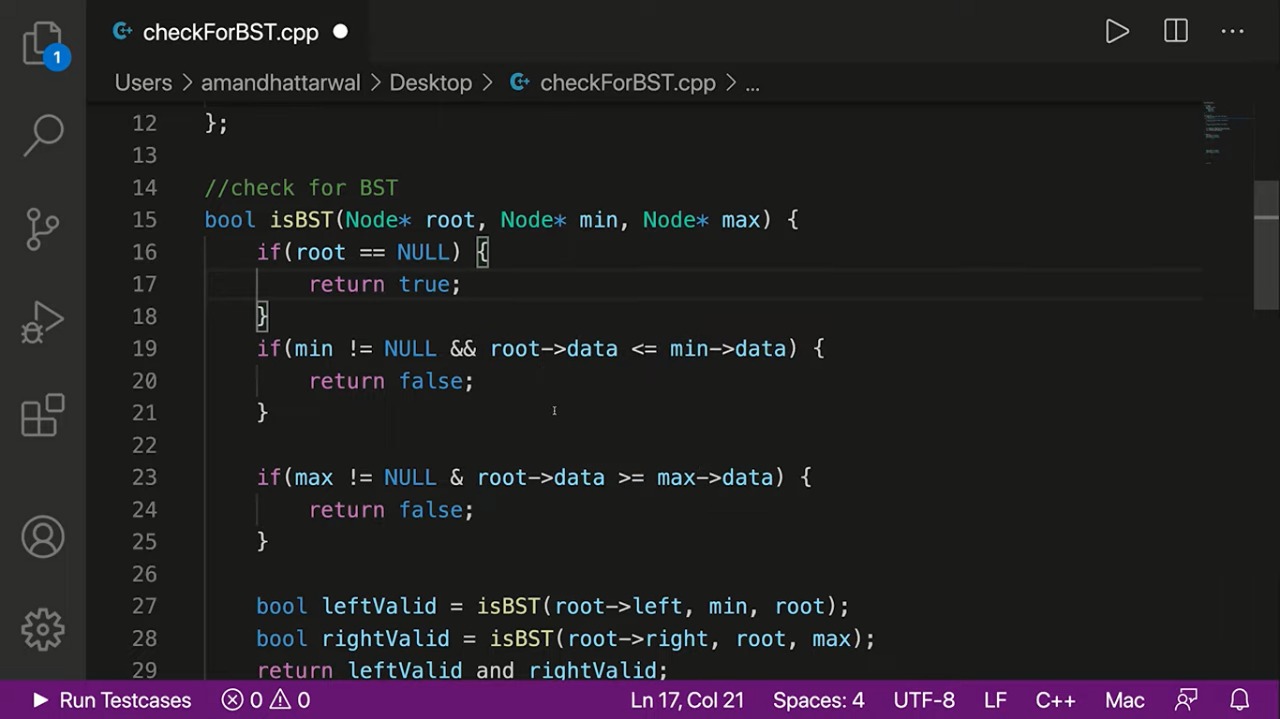 checkForBST.cpp
1
Users > amandhattarwal > Desktop > checkForBST.cpp > ...
12 };
13
14 //check for BST
15 bool isBST(Node* root, Node* min, Node* max) {
16 if(root == NULL) {
17 return true;
18 }
19 if(min != NULL && root->data <= min->data) {
20 return false;
21 }
22
23 if(max != NULL & root->data >= max->data) {
24 return false;
25 }
26
27 bool leftValid = isBST(root->left, min, root);
28 bool rightValid = isBST(root->right, root, max);
29 return leftValid and rightValid;
Run Testcases 0 0 Ln 17, Col 21 Spaces: 4 UTF-8 LF C++ Mac